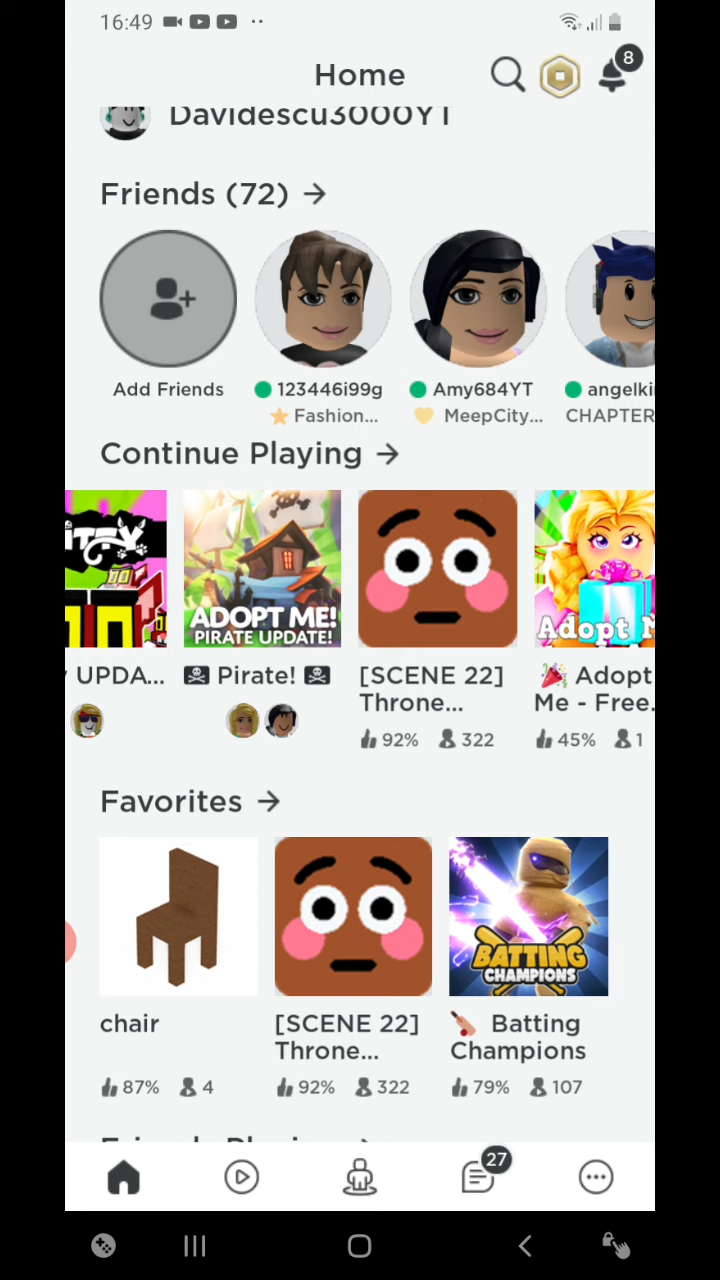 16:49
Home
8
Davidescu3000YT
Friends (72)
Add Friends
123446i99g
Fashion...
Amy684YT
MeepCity...
angelki
CHAPTER
Continue Playing
ADOPT ME!
PIRATE UPDATE!
Adopt M
UPDA...
Pirate!
[SCENE 22]
Throne...
92% 322
Adopt
Me - Free.
45% 1
Favorites
BATTING
CHAMPIONS
chair
87% 4
[SCENE 22]
Throne...
92% 322
Batting
Champions
79% 107
27